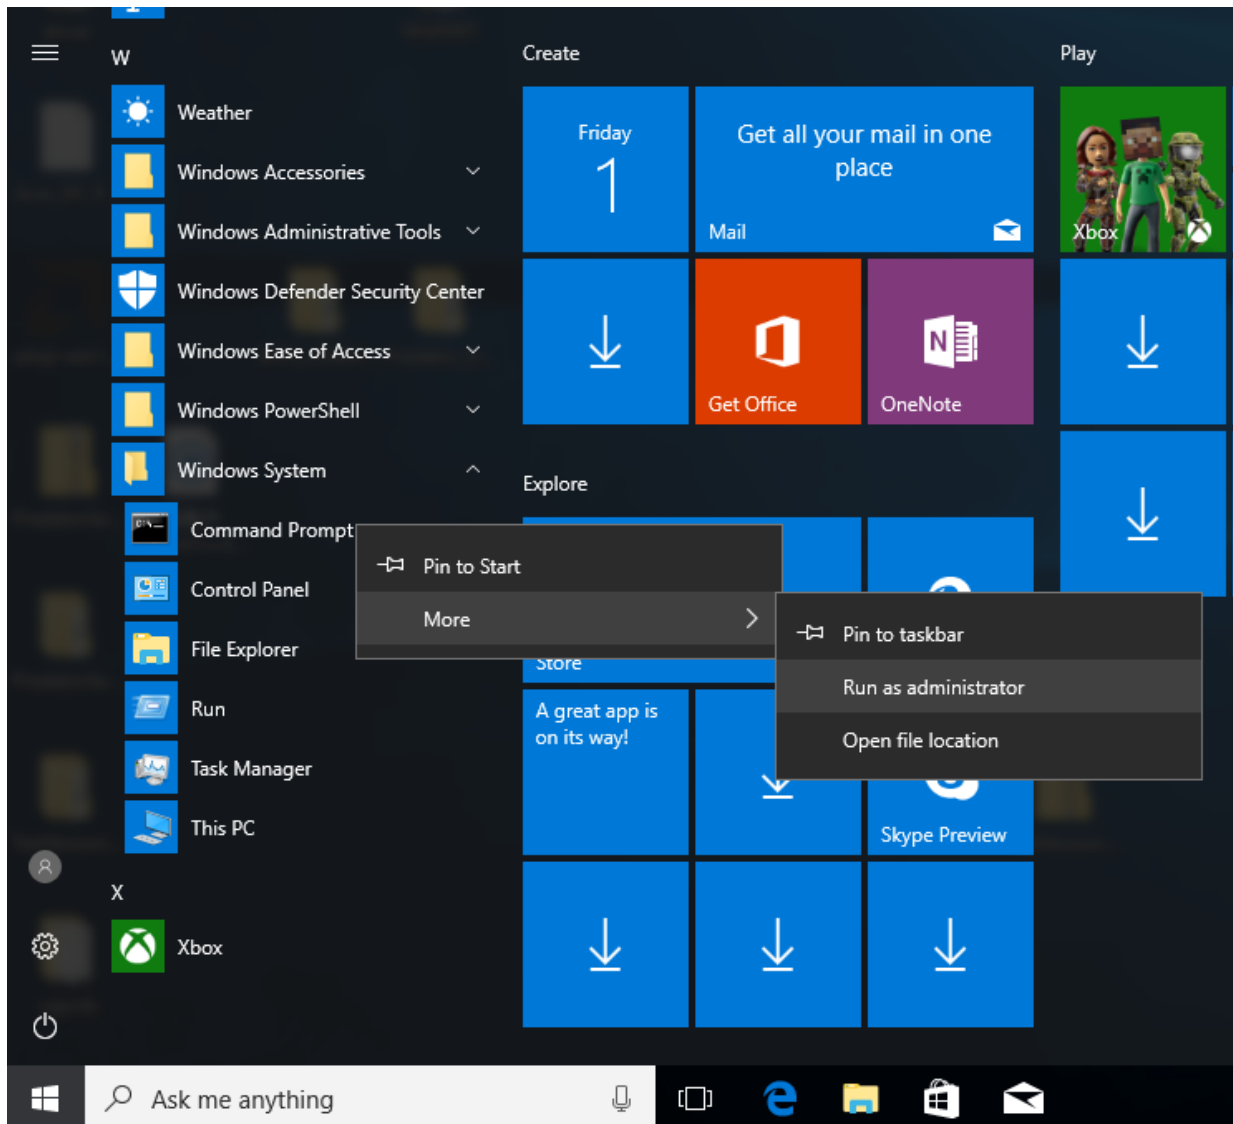 W
Weather
Windows Accessories
Windows Administrative Tools
Windows Defender Security Center
Windows Ease of Access
Windows PowerShell
Windows System
Command Prompt
Control Panel
File Explorer
Run
Task Manager
This PC
X
Xbox
Pin to Start
More
Pin to taskbar
Run as administrator
Open file location
Create
Friday
1
Get all your mail in one
place
Mail
Get Office
OneNote
Explore
Store
A great app is
on its way!
Skype Preview
Play
Xbox
Ask me anything